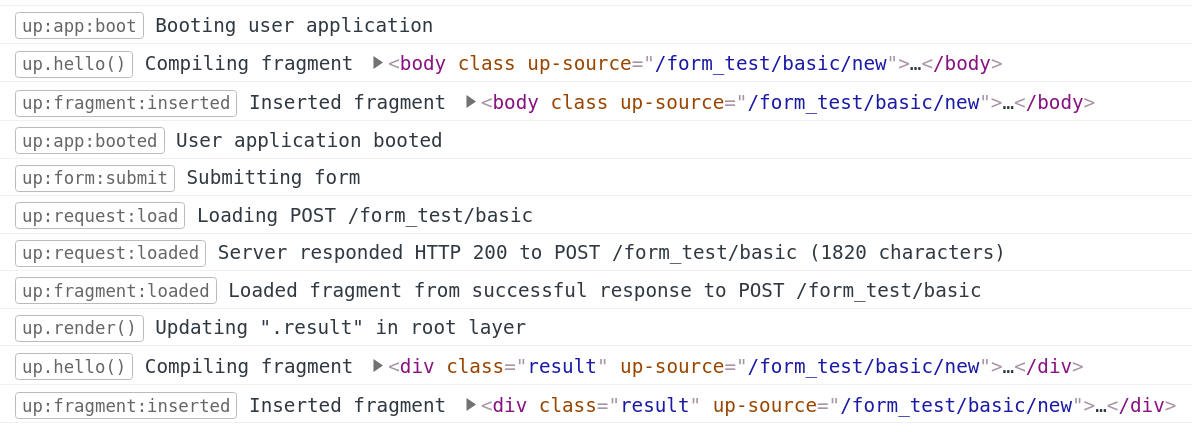 up:app:boot Booting user application
up.hello() Compiling fragment ▶<body class up-source="/form_test/basic/new">…</body>
up:fragment:inserted Inserted fragment ▶<body class up-source="/form_test/basic/new">…</body>
up:app:booted User application booted
up:form:submit Submitting form
up:request:load Loading POST /form_test/basic
up:request:loaded Server responded HTTP 200 to POST /form_test/basic (1820 characters)
up:fragment:loaded Loaded fragment from successful response to POST /form_test/basic
up.render() Updating ".result" in root layer
up.hello() Compiling fragment ▶<div class="result" up-source="/form_test/basic/new">…</div>
up:fragment:inserted Inserted fragment ▶<div class="result" up-source="/form_test/basic/new">…</div>